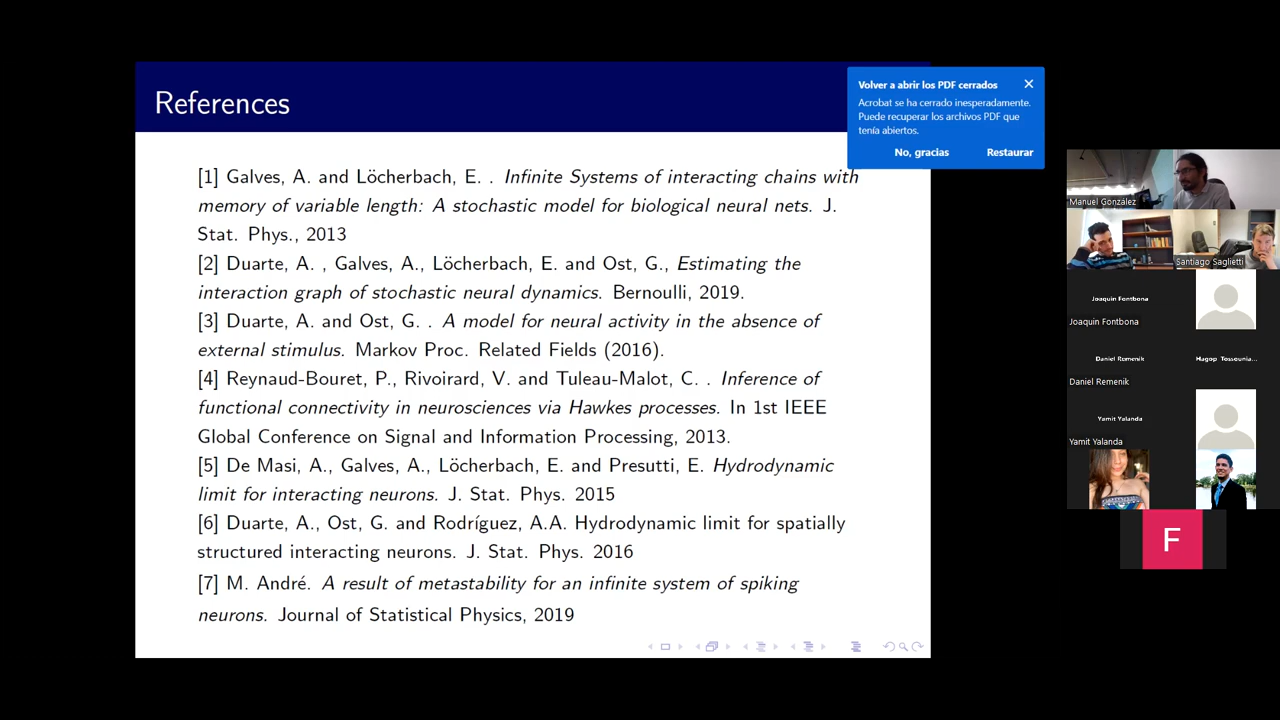 References
[1] Galves, A. and Löcherbach, E. . Infinite Systems of interacting chains with
memory of variable length: A stochastic model for biological neural nets. J.
Stat. Phys., 2013
[2] Duarte, A. , Galves, A., Löcherbach, E. and Ost, G., Estimating the
interaction graph of stochastic neural dynamics. Bernoulli, 2019.
[3] Duarte, A. and Ost, G. . A model for neural activity in the absence of
external stimulus. Markov Proc. Related Fields (2016).
[4] Reynaud-Bouret, P., Rivoirard, V. and Tuleau-Malot, C. . Inference of
functional connectivity in neurosciences via Hawkes processes. In 1st IEEE
Global Conference on Signal and Information Processing, 2013.
[5] De Masi, A., Galves, A., Löcherbach, E. and Presutti, E. Hydrodynamic
limit for interacting neurons. J. Stat. Phys. 2015
[6] Duarte, A., Ost, G. and Rodríguez, A.A. Hydrodynamic limit for spatially
structured interacting neurons. J. Stat. Phys. 2016
[7] M. André. A result of metastability for an infinite system of spiking
neurons. Journal of Statistical Physics, 2019
Volver a abrir los PDF cerrados
Acrobat se ha cerrado inesperadamente.
Puede recuperar los archivos PDF que
tenía abiertos.
No, gracias Restaurar
Manuel González
Santiago Saglietti
Joaquin Fontbona
Joaquin Fontbona
Daniel Remenik
Hagop Tossounia...
Daniel Remenik
Yamit Yalanda
Yamit Yalanda
F